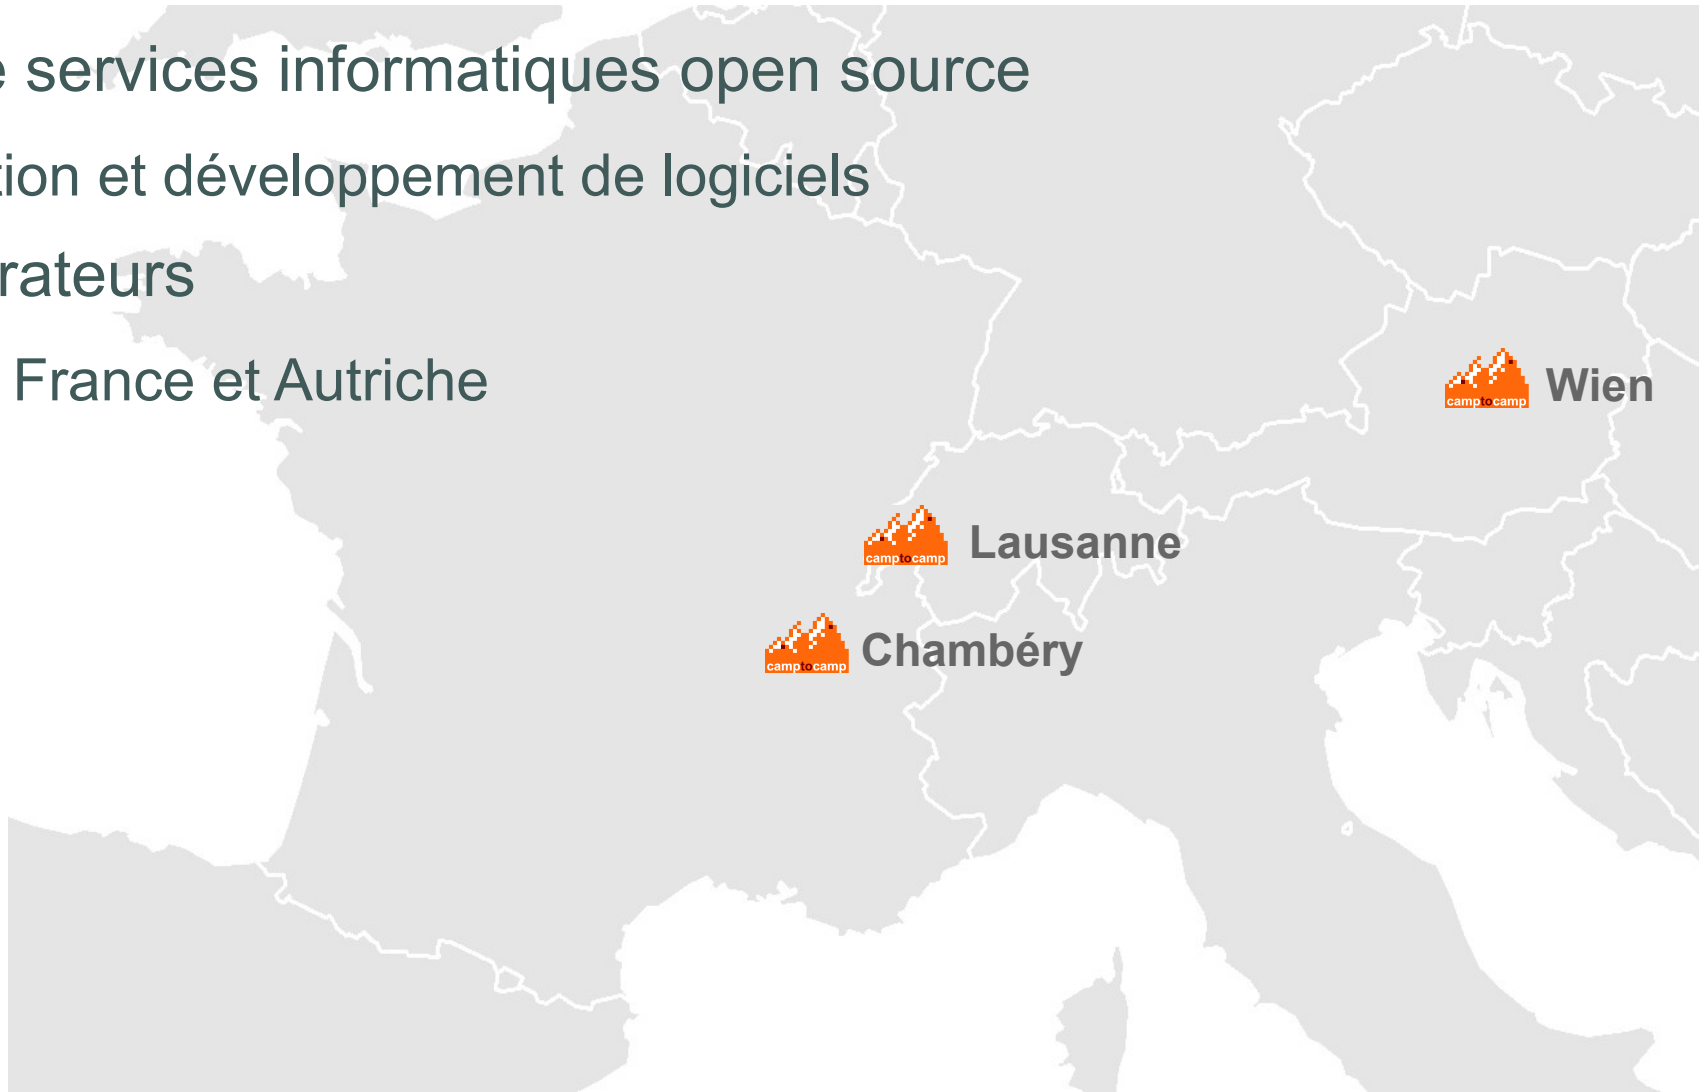 e services informatiques open source
tion et développement de logiciels
rateurs
France et Autriche
camptocamp Wien
camptocamp Lausanne
camptocamp Chambéry